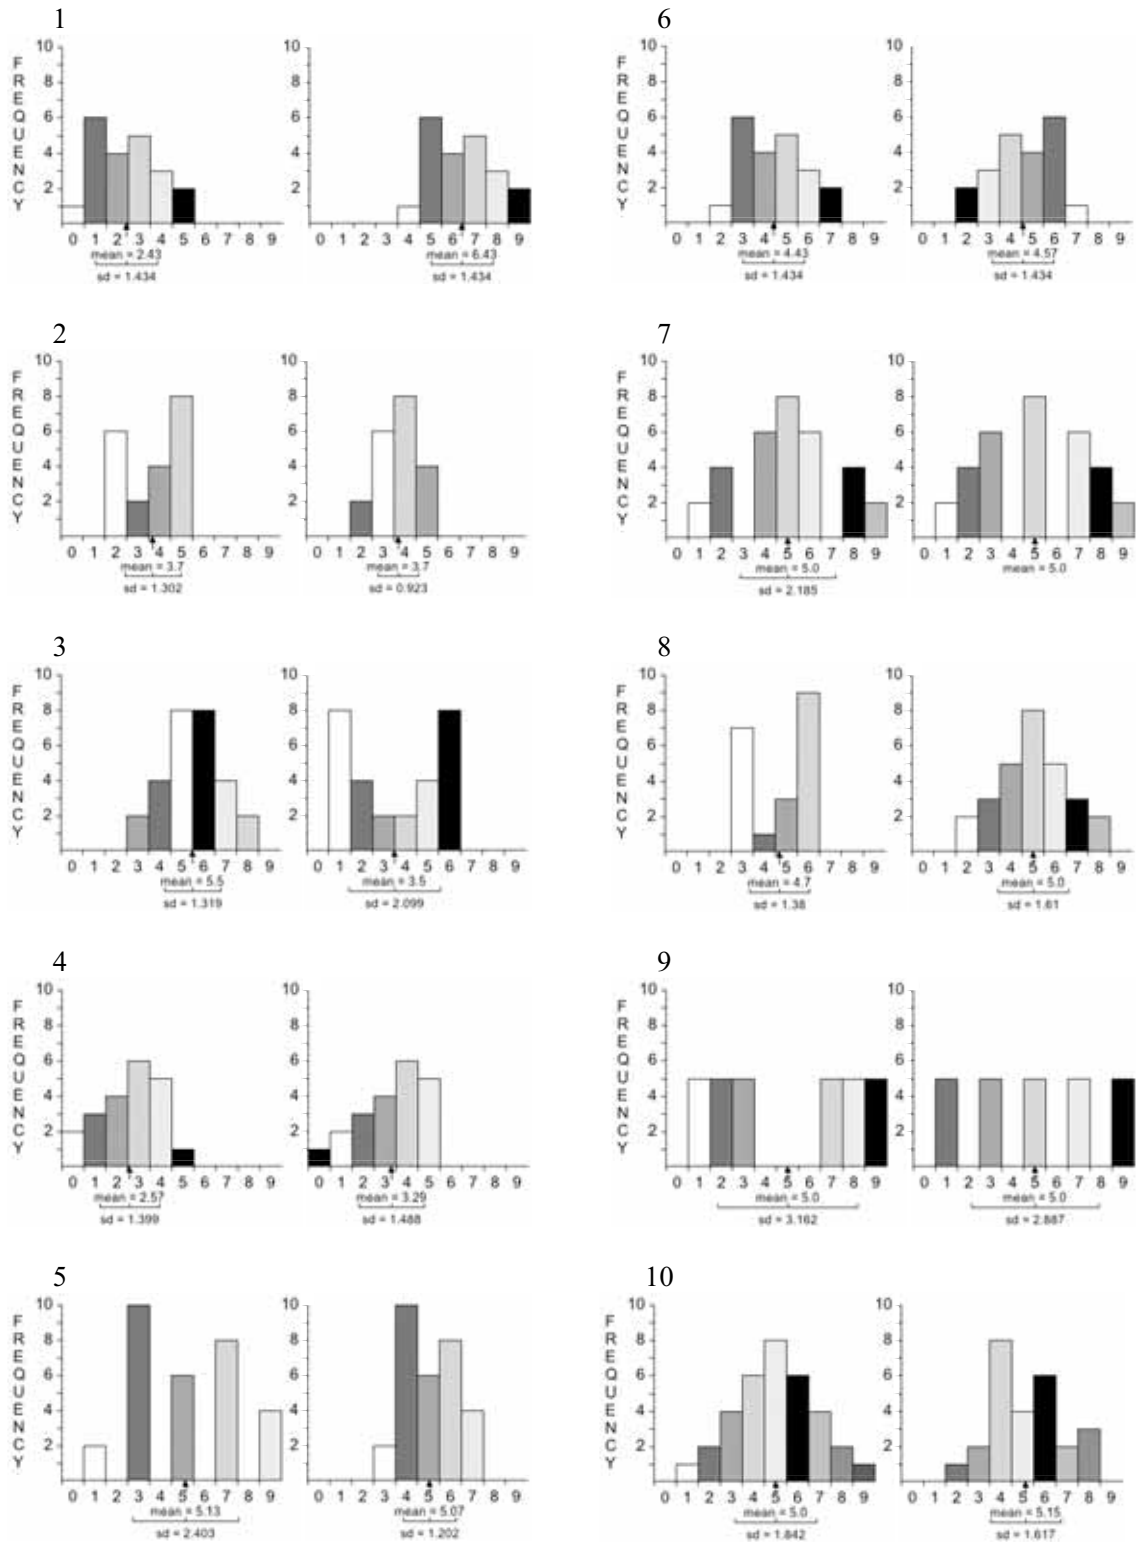 1
FREQUENCY
10
8
6
4
2
0 1 2 3 4 5 6 7 8 9
mean = 2.43
sd = 1.434
10
8
6
4
2
0 1 2 3 4 5 6 7 8 9
mean = 6.43
sd = 1.434
2
FREQUENCY
10
8
6
4
2
0 1 2 3 4 5 6 7 8 9
mean = 3.7
sd = 1.302
10
8
6
4
2
0 1 2 3 4 5 6 7 8 9
mean = 3.7
sd = 0.923
3
FREQUENCY
10
8
6
4
2
0 1 2 3 4 5 6 7 8 9
mean = 5.5
sd = 1.319
10
8
6
4
2
0 1 2 3 4 5 6 7 8 9
mean = 3.5
sd = 2.099
4
FREQUENCY
10
8
6
4
2
0 1 2 3 4 5 6 7 8 9
mean = 2.57
sd = 1.399
10
8
6
4
2
0 1 2 3 4 5 6 7 8 9
mean = 3.29
sd = 1.488
5
FREQUENCY
10
8
6
4
2
0 1 2 3 4 5 6 7 8 9
mean = 5.13
sd = 2.403
10
8
6
4
2
0 1 2 3 4 5 6 7 8 9
mean = 5.07
sd = 1.202
6
FREQUENCY
10
8
6
4
2
0 1 2 3 4 5 6 7 8 9
mean = 4.43
sd = 1.434
10
8
6
4
2
0 1 2 3 4 5 6 7 8 9
mean = 4.57
sd = 1.434
7
FREQUENCY
10
8
6
4
2
0 1 2 3 4 5 6 7 8 9
mean = 5.0
sd = 2.185
10
8
6
4
2
0 1 2 3 4 5 6 7 8 9
mean = 5.0
8
FREQUENCY
10
8
6
4
2
0 1 2 3 4 5 6 7 8 9
mean = 4.7
sd = 1.38
10
8
6
4
2
0 1 2 3 4 5 6 7 8 9
mean = 5.0
sd = 1.61
9
FREQUENCY
10
8
6
4
2
0 1 2 3 4 5 6 7 8 9
mean = 5.0
sd = 3.162
10
8
6
4
2
0 1 2 3 4 5 6 7 8 9
mean = 5.0
sd = 2.887
10
FREQUENCY
10
8
6
4
2
0 1 2 3 4 5 6 7 8 9
mean = 5.0
sd = 1.842
10
8
6
4
2
0 1 2 3 4 5 6 7 8 9
mean = 5.15
sd = 1.617